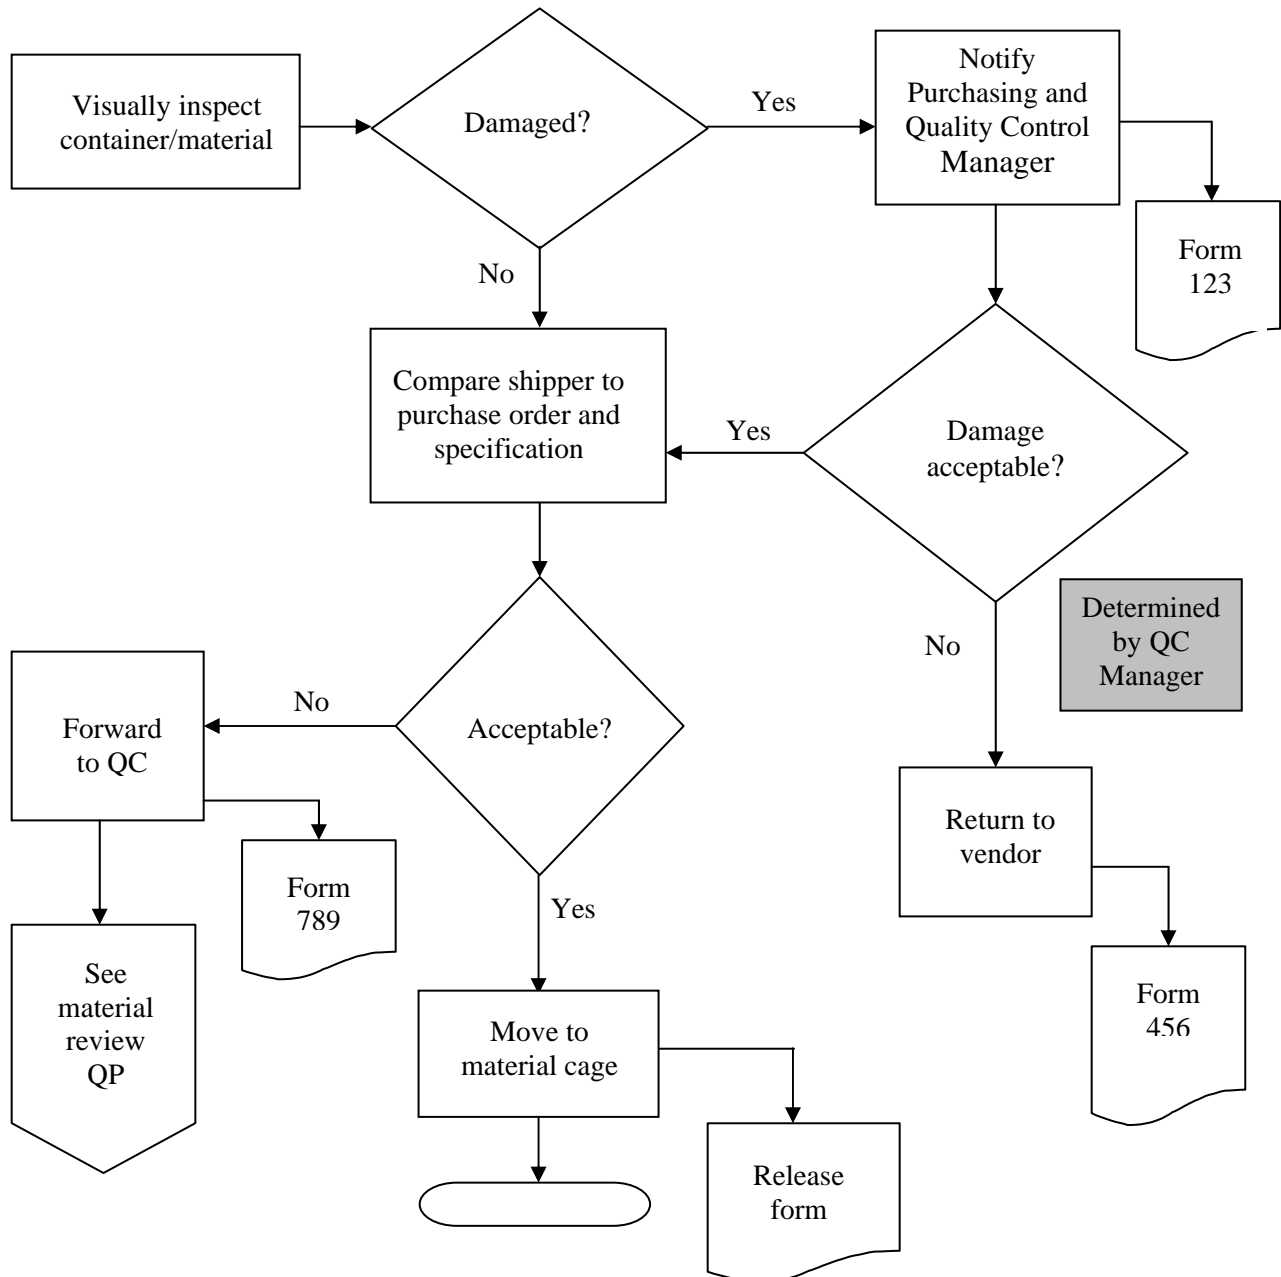 Visually inspect
container/material
Damaged?
Yes
Notify
Purchasing and
Quality Control
Manager
Form
123
No
Compare shipper to
purchase order and
specification
Yes
Damage
acceptable?
Determined
by QC
Manager
No
No
Forward
to QC
Acceptable?
Return to
vendor
Form
789
Yes
See
material
review
QP
Form
456
Move to
material cage
Release
form